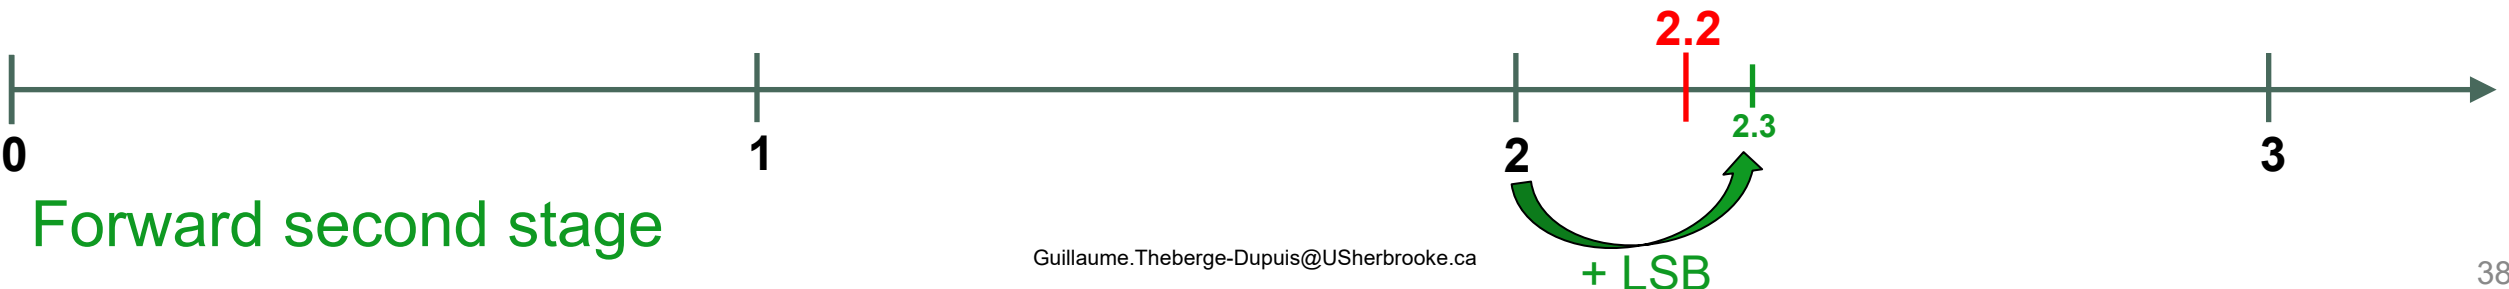 2.2
2.3
0 1 2 3
Forward second stage
Guillaume.Theberge-Dupuis@USherbrooke.ca
+ LSB
38